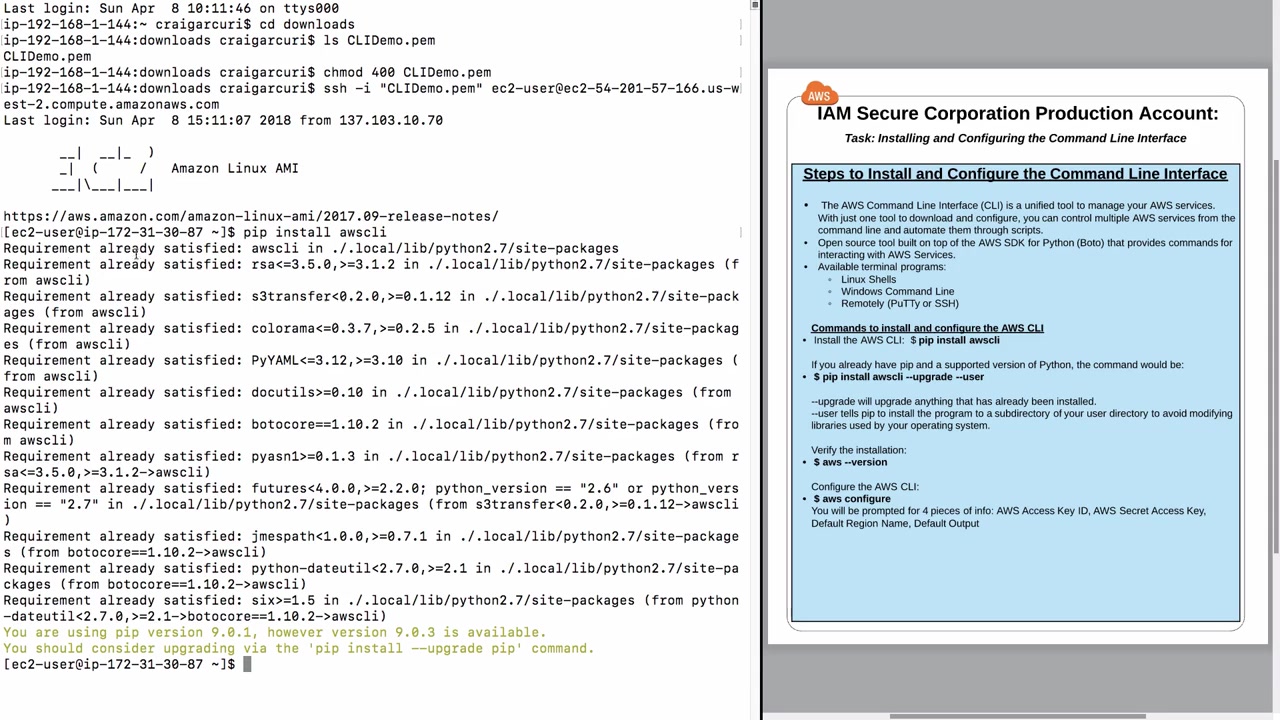 Last login: Sun Apr  8 10:11:46 on ttys000
ip-192-168-1-144:~ craigarcuri$ cd downloads
ip-192-168-1-144:downloads craigarcuri$ ls CLIDemo.pem
CLIDemo.pem
ip-192-168-1-144:downloads craigarcuri$ chmod 400 CLIDemo.pem
ip-192-168-1-144:downloads craigarcuri$ ssh -i "CLIDemo.pem" ec2-user@ec2-54-201-57-166.us-w
est-2.compute.amazonaws.com
Last login: Sun Apr  8 15:11:07 2018 from 137.103.10.70
       __|  __|_  )
       _|  (     /   Amazon Linux AMI
      ___|\___|___|
https://aws.amazon.com/amazon-linux-ami/2017.09-release-notes/
[ec2-user@ip-172-31-30-87 ~]$ pip install awscli
Requirement already satisfied: awscli in ./.local/lib/python2.7/site-packages
Requirement already satisfied: rsa<=3.5.0,>=3.1.2 in ./.local/lib/python2.7/site-packages (f
rom awscli)
Requirement already satisfied: s3transfer<0.2.0,>=0.1.12 in ./.local/lib/python2.7/site-pack
ages (from awscli)
Requirement already satisfied: colorama<=0.3.7,>=0.2.5 in ./.local/lib/python2.7/site-packag
es (from awscli)
Requirement already satisfied: PyYAML<=3.12,>=3.10 in ./.local/lib/python2.7/site-packages (
from awscli)
Requirement already satisfied: docutils>=0.10 in ./.local/lib/python2.7/site-packages (from
awscli)
Requirement already satisfied: botocore==1.10.2 in ./.local/lib/python2.7/site-packages (fro
m awscli)
Requirement already satisfied: pyasn1>=0.1.3 in ./.local/lib/python2.7/site-packages (from r
sa<=3.5.0,>=3.1.2->awscli)
Requirement already satisfied: futures<4.0.0,>=2.2.0; python_version == "2.6" or python_vers
ion == "2.7" in ./.local/lib/python2.7/site-packages (from s3transfer<0.2.0,>=0.1.12->awscli
)
Requirement already satisfied: jmespath<1.0.0,>=0.7.1 in ./.local/lib/python2.7/site-package
s (from botocore==1.10.2->awscli)
Requirement already satisfied: python-dateutil<2.7.0,>=2.1 in ./.local/lib/python2.7/site-pa
ckages (from botocore==1.10.2->awscli)
Requirement already satisfied: six>=1.5 in ./.local/lib/python2.7/site-packages (from python
-dateutil<2.7.0,>=2.1->botocore==1.10.2->awscli)
You are using pip version 9.0.1, however version 9.0.3 is available.
You should consider upgrading via the 'pip install --upgrade pip' command.
[ec2-user@ip-172-31-30-87 ~]$
AWS
IAM Secure Corporation Production Account:
Task: Installing and Configuring the Command Line Interface
Steps to Install and Configure the Command Line Interface
• The AWS Command Line Interface (CLI) is a unified tool to manage your AWS services.
With just one tool to download and configure, you can control multiple AWS services from the
command line and automate them through scripts.
• Open source tool built on top of the AWS SDK for Python (Boto) that provides commands for
interacting with AWS Services.
• Available terminal programs:
◦ Linux Shells
◦ Windows Command Line
◦ Remotely (PuTTy or SSH)
Commands to install and configure the AWS CLI
• Install the AWS CLI: $ pip install awscli
If you already have pip and a supported version of Python, the command would be:
• $ pip install awscli --upgrade --user
--upgrade will upgrade anything that has already been installed.
--user tells pip to install the program to a subdirectory of your user directory to avoid modifying
libraries used by your operating system.
Verify the installation:
• $ aws --version
Configure the AWS CLI:
• $ aws configure
You will be prompted for 4 pieces of info: AWS Access Key ID, AWS Secret Access Key,
Default Region Name, Default Output